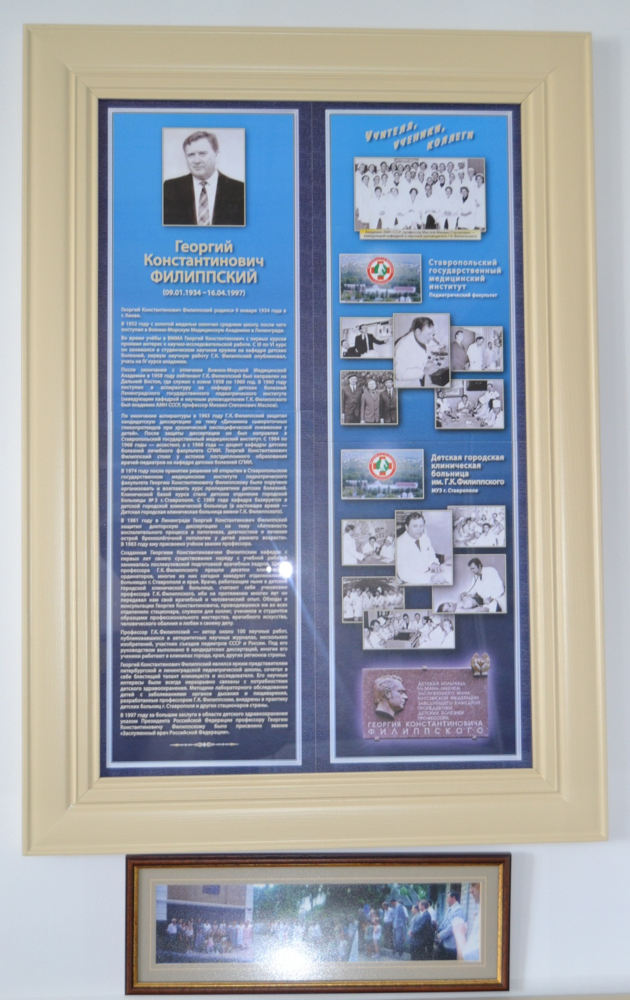 Георгий
Константинович
ФИЛИППСКИЙ
(09.01.1934 – 16.04.1997)
Георгий Константинович Филиппский родился 9 января 1934 года в
г. Киеве.
В 1952 году с золотой медалью окончил среднюю школу, после чего
поступил в Военно-Морскую Медицинскую Академию в Ленинграде.
Во время учёбы в ВММА Георгий Константинович с первых курсов
проявил интерес к научно-исследовательской работе. С III по VI курс
он занимался в студенческом научном кружке на кафедре детских
болезней, первую научную работу Г.К. Филиппский опубликовал,
учась на IV курсе академии.
После окончания с отличием Военно-Морской Медицинской
Академии в 1958 году лейтенант Г.К. Филиппский был направлен на
Дальний Восток, где служил с осени 1958 по 1960 год. В 1960 году
поступил в аспирантуру на кафедру детских болезней
Ленинградского государственного педиатрического института
(заведующим кафедрой и научным руководителем Г.К. Филиппского
был академик АМН СССР, профессор Михаил Степанович Маслов).
По окончании аспирантуры в 1963 году Г.К. Филиппский защитил
кандидатскую диссертацию на тему «Динамика сывороточных
гликопротеидов при хронической неспецифической пневмонии у
детей». После защиты диссертации он был направлен в
Ставропольский государственный медицинский институт. С 1964 по
1968 годы — ассистент, а с 1968 года — доцент кафедры детских
болезней лечебного факультета СГМИ. Георгий Константинович
Филиппский стоял у истоков постдипломного образования
врачей-педиатров на кафедре детских болезней СГМИ.
В 1974 году после принятия решения об открытии в Ставропольском
государственном медицинском институте педиатрического
факультета Георгию Константиновичу Филиппскому было поручено
организовать и возглавить курс пропедевтики детских болезней.
Клинической базой курса стало детское отделение городской
больницы №3 г. Ставрополя. С 1989 года кафедра базируется в
детской городской клинической больнице (в настоящее время —
Детская городская клиническая больница имени Г.К. Филиппского).
В 1981 году в Ленинграде Георгий Константинович Филиппский
защитил докторскую диссертацию на тему «Активность
воспалительного процесса в патогенезе, диагностике и лечении
острой бронхолёгочной патологии у детей раннего возраста».
В 1983 году ему присвоено учёное звание профессора.
Созданная Георгием Константиновичем Филиппским кафедра с
первых лет своего существования наряду с учебной работой
занималась послевузовской подготовкой врачебных кадров.
профессора Г.К. Филиппского прошли десятки
ординаторов, многие из них сегодня заведуют отделениями
больницах г. Ставрополя и края. Врачи, работающие ныне в детской
городской клинической больнице, считают себя учениками
профессора Г.К. Филиппского, ибо на протяжении многих лет он
передавал нам свой врачебный и человеческий опыт. Обходы и
консультации Георгия Константиновича, проводившиеся им во всех
отделениях стационара, служили для коллег, учеников и студентов
образцами профессионального мастерства, врачебного искусства,
человеческого обаяния и любви к своему делу.
Профессор Г.К. Филиппский — автор около 100 научных работ,
публиковавшихся в авторитетных научных журналах, нескольких
изобретений, участник съездов педиатров СССР и России. Под его
руководством выполнено 8 кандидатских диссертаций, многие его
ученики работают в клиниках города, края, других регионов страны.
Георгий Константинович Филиппский являлся ярким представителем
петербургской и ленинградской педиатрической школы, сочетал в
себе блестящий талант клинициста и исследователя. Его научные
интересы были всегда неразрывно связаны с потребностями
детского здравоохранения. Методики лабораторного обследования
детей с заболеваниями органов дыхания и пищеварения,
разработанные профессором Г.К. Филиппским, внедрены в практику
детских больниц г. Ставрополя и других стационаров страны.
В 1997 году за большие заслуги в области детского здравоохранения
указом Президента Российской Федерации профессору Георгию
Константиновичу Филиппскому было присвоено звание
«Заслуженный врач Российской Федерации».
Учителя,
ученики,
коллеги
Академик АМН СССР, профессор Маслов Михаил Степанович —
заведующий кафедрой и научный руководитель Г.К. Филиппского
Ставропольский
государственный
медицинский
институт
Педиатрический факультет
Детская городская
клиническая
больница
им. Г.К.Филиппского
МУЗ г. Ставрополя
ДЕТСКАЯ БОЛЬНИЦА
НАЗВАНА ИМЕНЕМ
ЗАСЛУЖЕННОГО ВРАЧА
РОССИЙСКОЙ ФЕДЕРАЦИИ
ЗАВЕДУЮЩЕГО КАФЕДРОЙ
ПРОПЕДЕВТИКИ
ДЕТСКИХ БОЛЕЗНЕЙ
ПРОФЕССОРА
ГЕОРГИЯ КОНСТАНТИНОВИЧА
ФИЛИППСКОГО